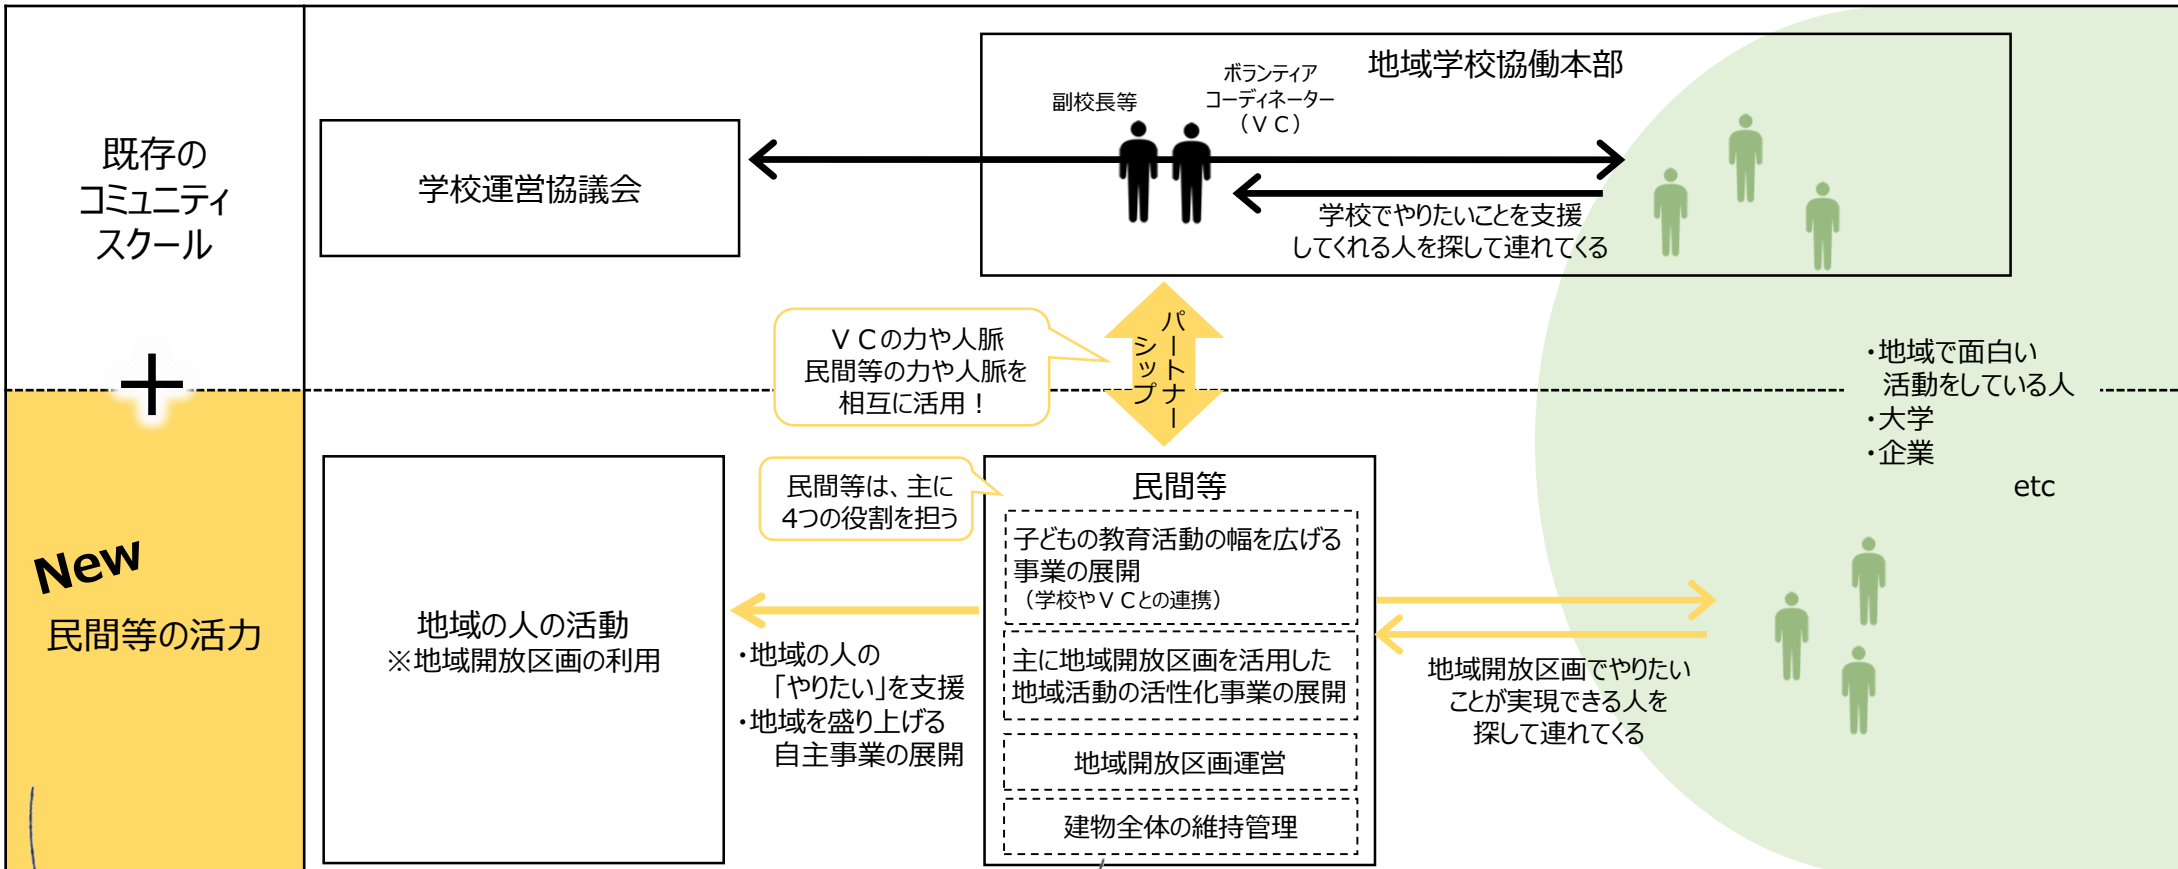 既存の
コミュニティ
スクール
学校運営協議会
地域学校協働本部
副校長等
ボランティア
コーディネーター
（ＶＣ）
学校でやりたいことを支援
してくれる人を探して連れてくる
ＶＣの力や人脈
民間等の力や人脈を
相互に活用！
パートナー
シップ
・地域で面白い
活動をしている人
・大学
・企業
etc
＋
New
民間等の活力
地域の人の活動
※地域開放区画の利用
・地域の人の
「やりたい」を支援
・地域を盛り上げる
自主事業の展開
民間等は、主に
4つの役割を担う
民間等
子どもの教育活動の幅を広げる
事業の展開
（学校やＶＣとの連携）
主に地域開放区画を活用した
地域活動の活性化事業の展開
地域開放区画運営
建物全体の維持管理
地域開放区画でやりたい
ことが実現できる人を
探して連れてくる